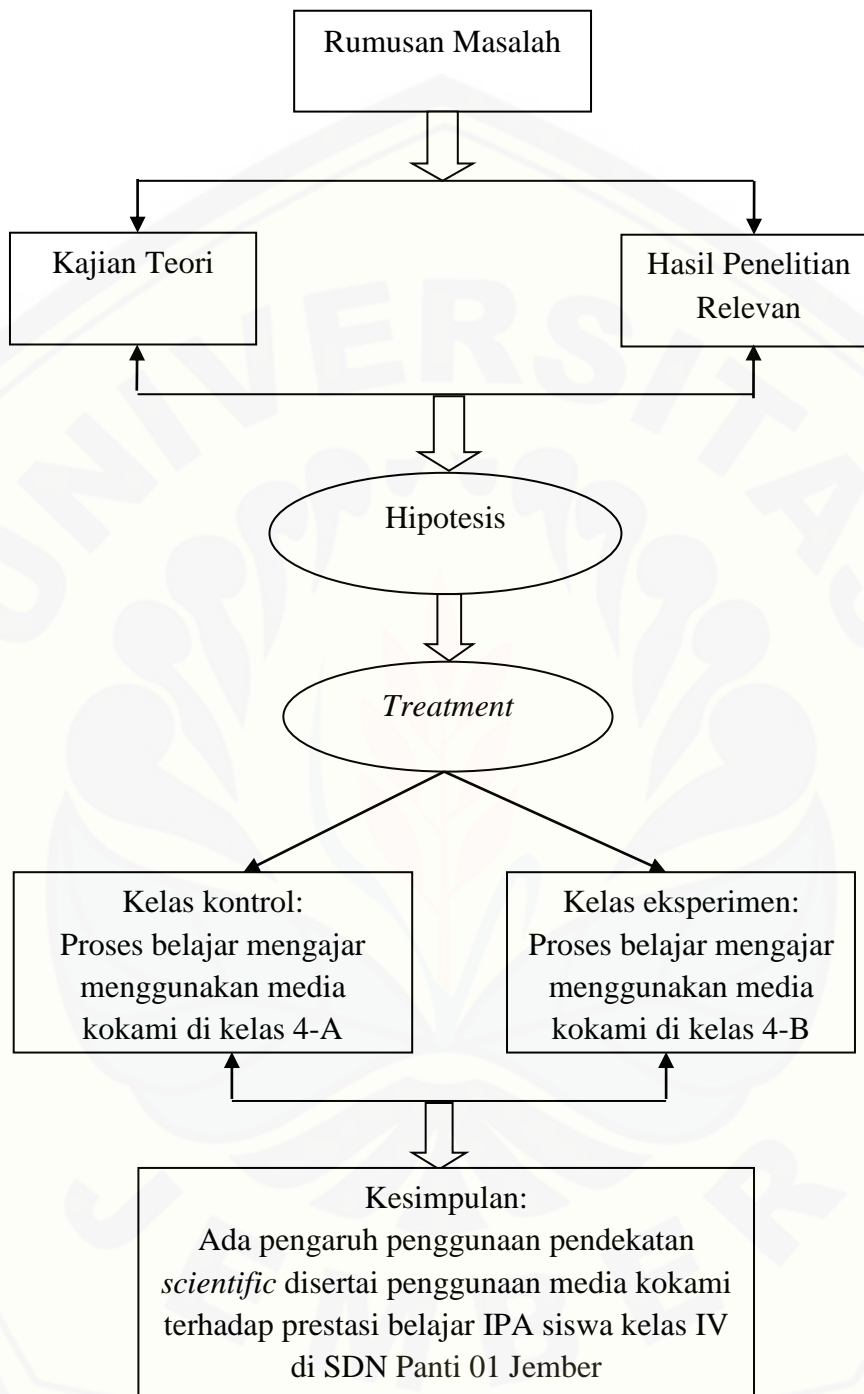 Rumusan Masalah
Kajian Teori
Hasil Penelitian
Relevan
Hipotesis
Treatment
Kelas kontrol:
Proses belajar mengajar
menggunakan media
kokami di kelas 4-A
Kelas eksperimen:
Proses belajar mengajar
menggunakan media
kokami di kelas 4-B
Kesimpulan:
Ada pengaruh penggunaan pendekatan
scientific disertai penggunaan media kokami
terhadap prestasi belajar IPA siswa kelas IV
di SDN Panti 01 Jember
UNIVERSITAS
JEMBER